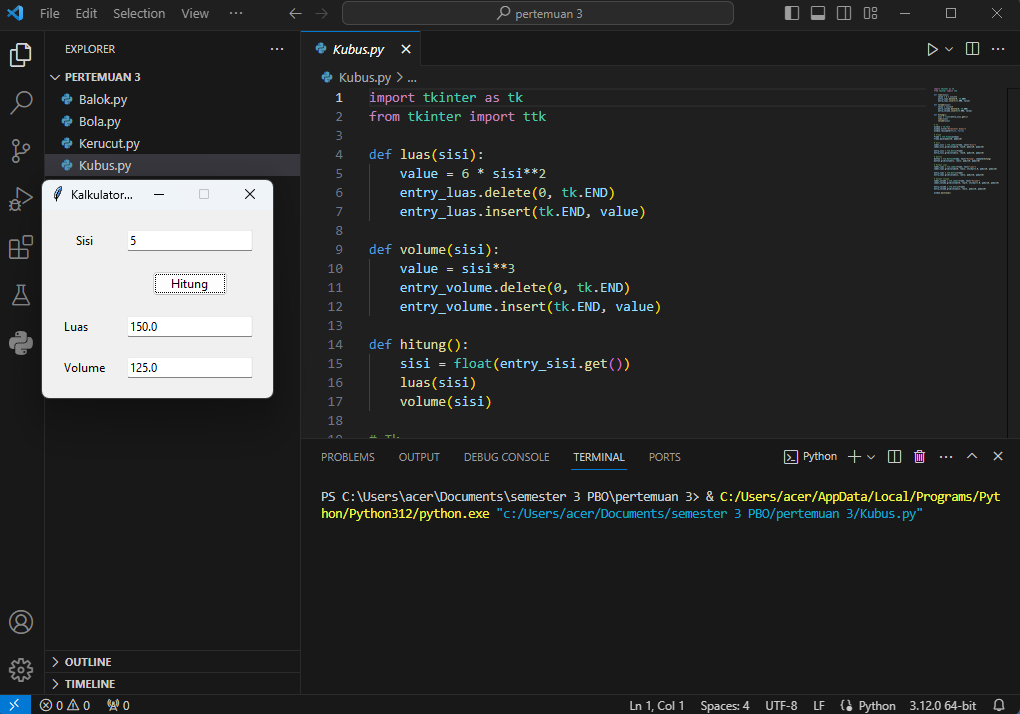 File Edit Selection View ··· pertemuan 3
EXPLORER ···
PERTEMUAN 3
Balok.py
Bola.py
Kerucut.py
Kubus.py
Kalkulator...
Sisi 5
Hitung
Luas 150.0
Volume 125.0
OUTLINE
TIMELINE
Kubus.py
Kubus.py > ...
1 import tkinter as tk
2 from tkinter import ttk
3
4 def luas(sisi):
5 value = 6 * sisi**2
6 entry_luas.delete(0, tk.END)
7 entry_luas.insert(tk.END, value)
8
9 def volume(sisi):
10 value = sisi**3
11 entry_volume.delete(0, tk.END)
12 entry_volume.insert(tk.END, value)
13
14 def hitung():
15 sisi = float(entry_sisi.get())
16 luas(sisi)
17 volume(sisi)
18
PROBLEMS OUTPUT DEBUG CONSOLE TERMINAL PORTS Python
PS C:\Users\acer\Documents\semester 3 PBO\pertemuan 3> & C:/Users/acer/AppData/Local/Programs/Pyt
hon/Python312/python.exe "c:/Users/acer/Documents/semester 3 PBO/pertemuan 3/Kubus.py"
0 0 0 Ln 1, Col 1 Spaces: 4 UTF-8 LF Python 3.12.0 64-bit